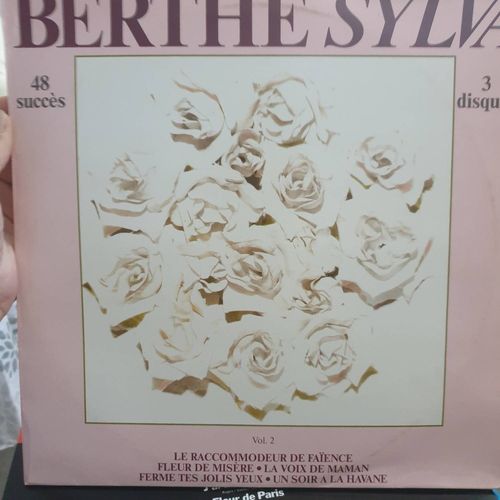 BERTHE SYLVA
48 succès
3 disqu
Vol. 2
LE RACCOMMODEUR DE FAÏENCE
FLEUR DE MISÈRE • LA VOIX DE MAMAN
FERME TES JOLIS YEUX • UN SOIR A LA HAVANE
Fleur de Paris